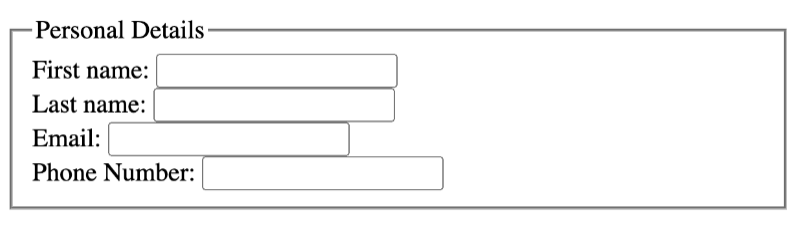 Personal Details
First name:
Last name:
Email:
Phone Number: